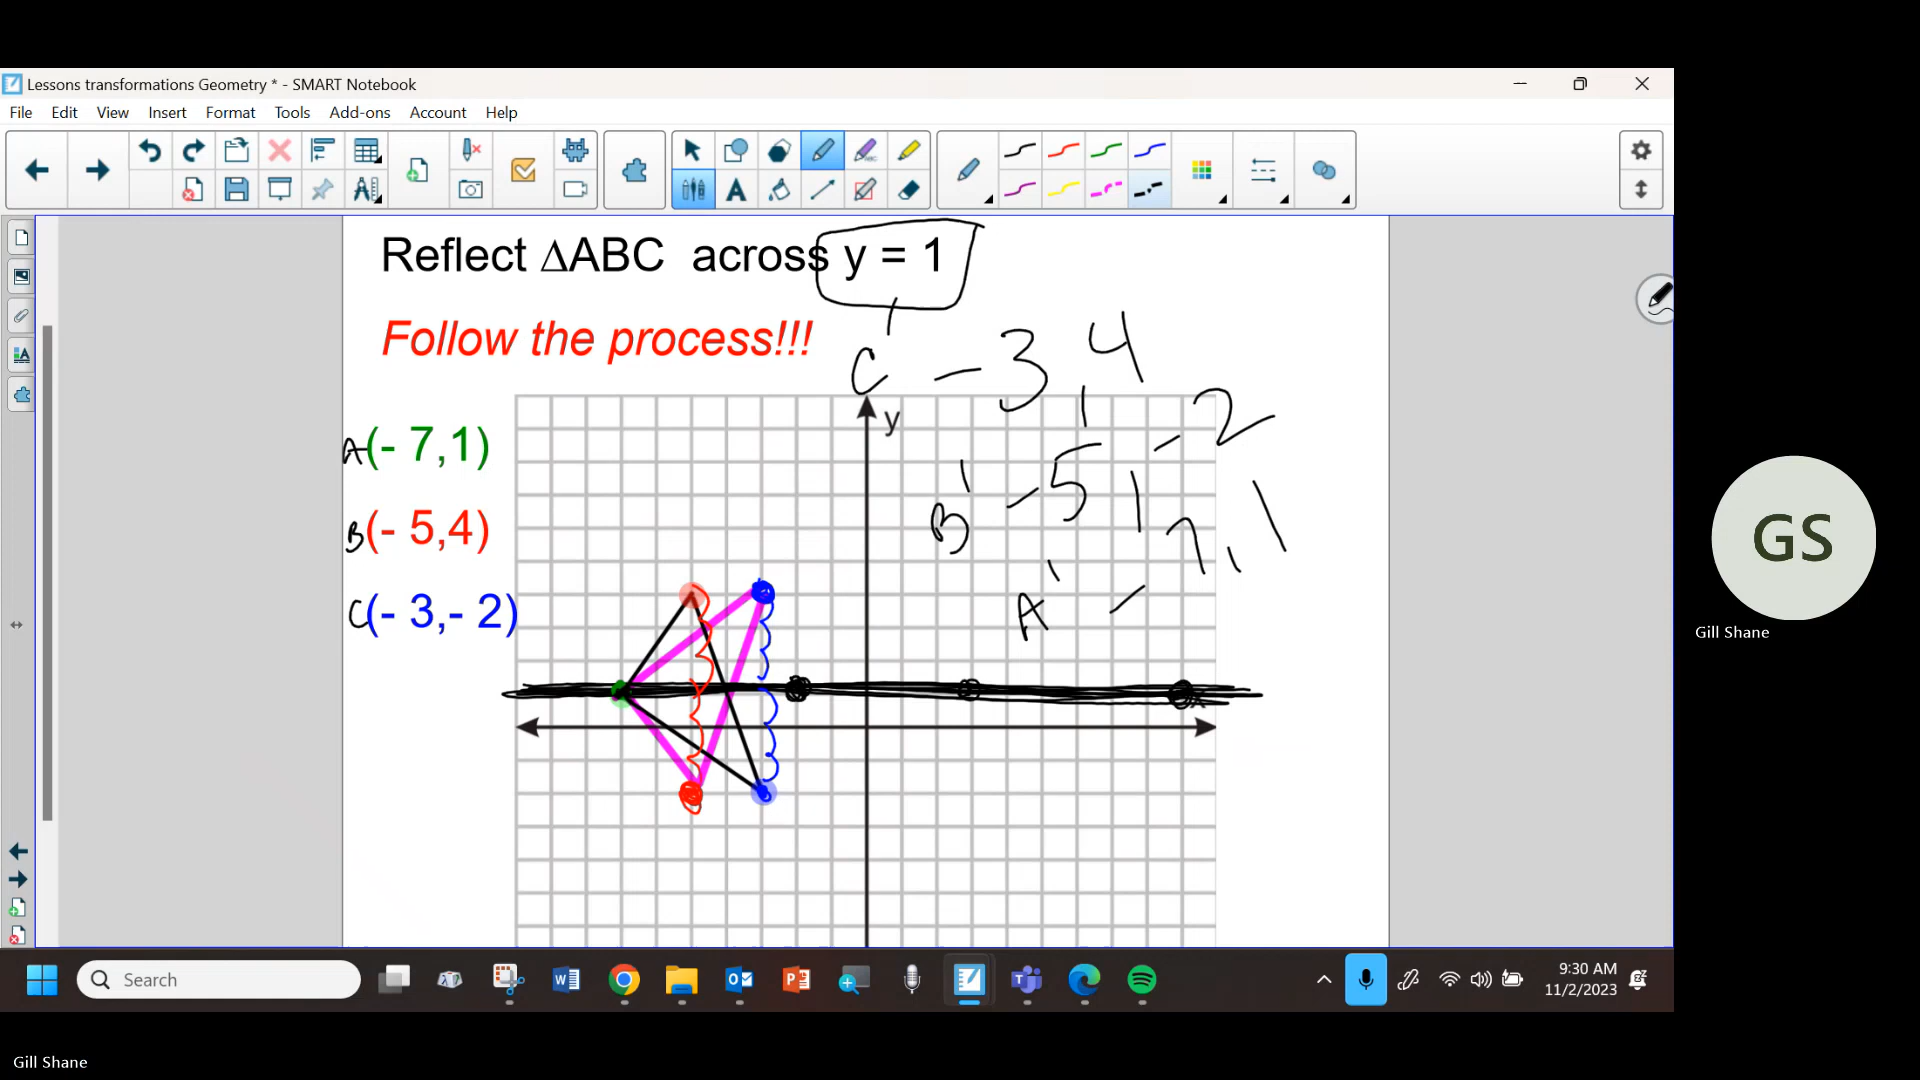 Lessons transformations Geometry * - SMART Notebook
File Edit View Insert Format Tools Add-ons Account Help
Reflect ∆ABC across y = 1
Follow the process!!!
C' - 3, 4
y
A (- 7,1)
B' - 5, - 2
B (- 5,4)
A' - 7, 1
C (- 3,- 2)
x
GS
Gill Shane
Search
9:30 AM
11/2/2023
Gill Shane